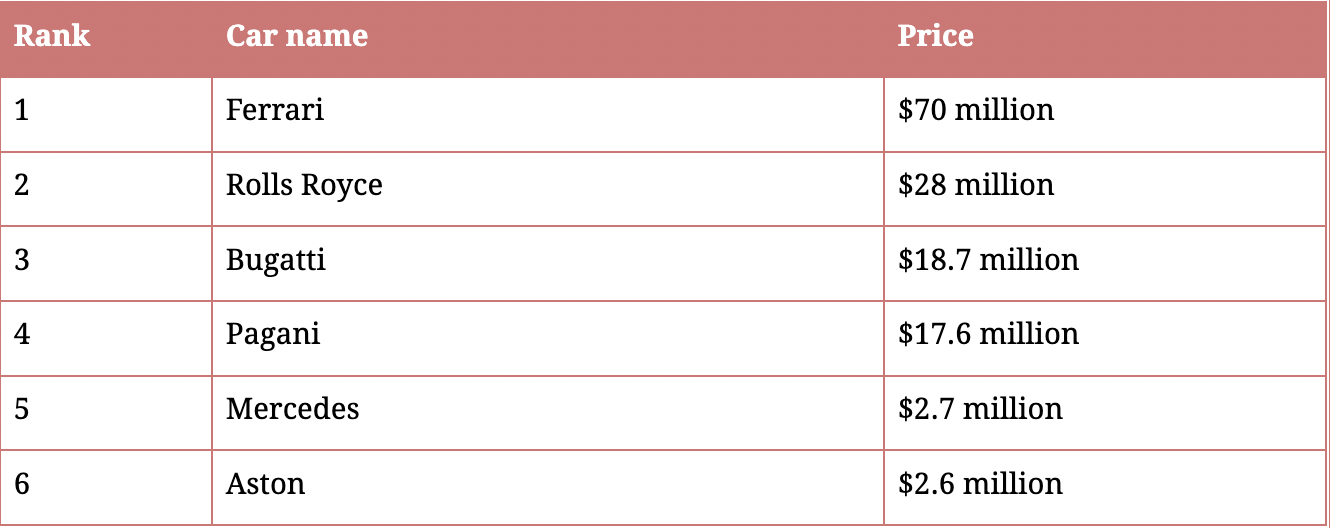 Rank Car name Price
1 Ferrari $70 million
2 Rolls Royce $28 million
3 Bugatti $18.7 million
4 Pagani $17.6 million
5 Mercedes $2.7 million
6 Aston $2.6 million